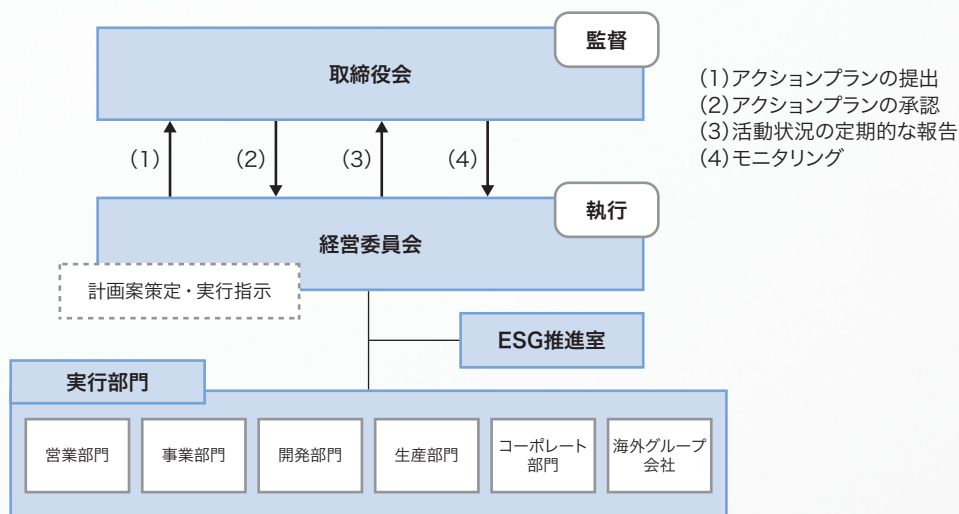 監督
取締役会
(1)アクションプランの提出
(2)アクションプランの承認
(3)活動状況の定期的な報告
(4)モニタリング
(1)
(2)
(3)
(4)
執行
経営委員会
計画案策定・実行指示
ESG推進室
実行部門
営業部門
事業部門
開発部門
生産部門
コーポレート
部門
海外グループ
会社